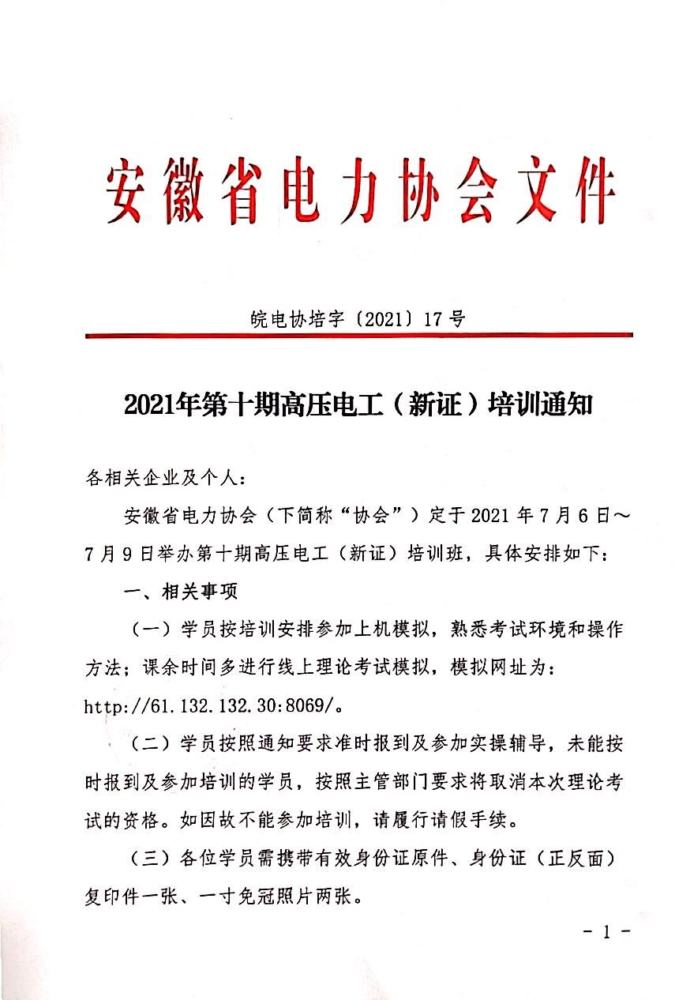 安徽省电力协会文件
皖电协培字〔2021〕17号
2021年第十期高压电工（新证）培训通知
各相关企业及个人：
安徽省电力协会（下简称“协会”）定于2021年7月6日～
7月9日举办第十期高压电工（新证）培训班，具体安排如下：
一、相关事项
（一）学员按培训安排参加上机模拟，熟悉考试环境和操作
方法；课余时间多进行线上理论考试模拟，模拟网址为：
http://61.132.132.30:8069/。
（二）学员按照通知要求准时报到及参加实操辅导，未能按
时报到及参加培训的学员，按照主管部门要求将取消本次理论考
试的资格。如因故不能参加培训，请履行请假手续。
（三）各位学员需携带有效身份证原件、身份证（正反面）
复印件一张、一寸免冠照片两张。
- 1 -